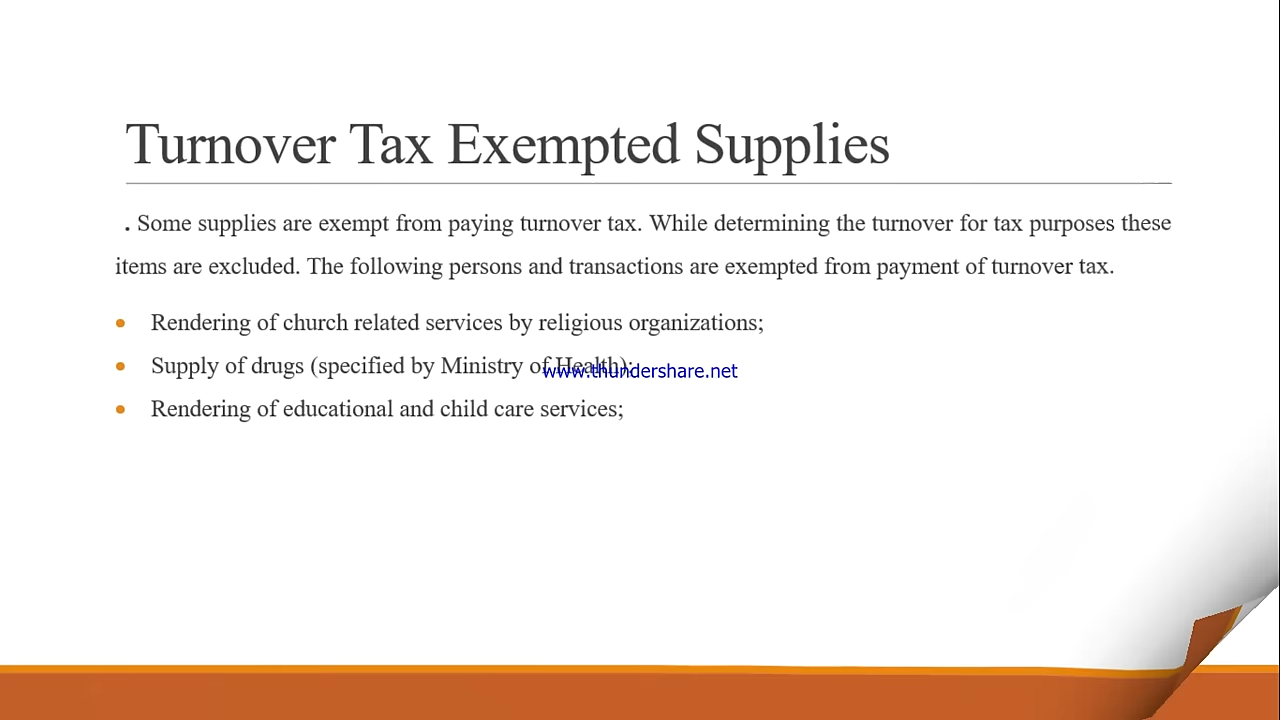 Turnover Tax Exempted Supplies
. Some supplies are exempt from paying turnover tax. While determining the turnover for tax purposes these
items are excluded. The following persons and transactions are exempted from payment of turnover tax.
• Rendering of church related services by religious organizations;
• Supply of drugs (specified by Ministry of Health);
www.thundershare.net
• Rendering of educational and child care services;